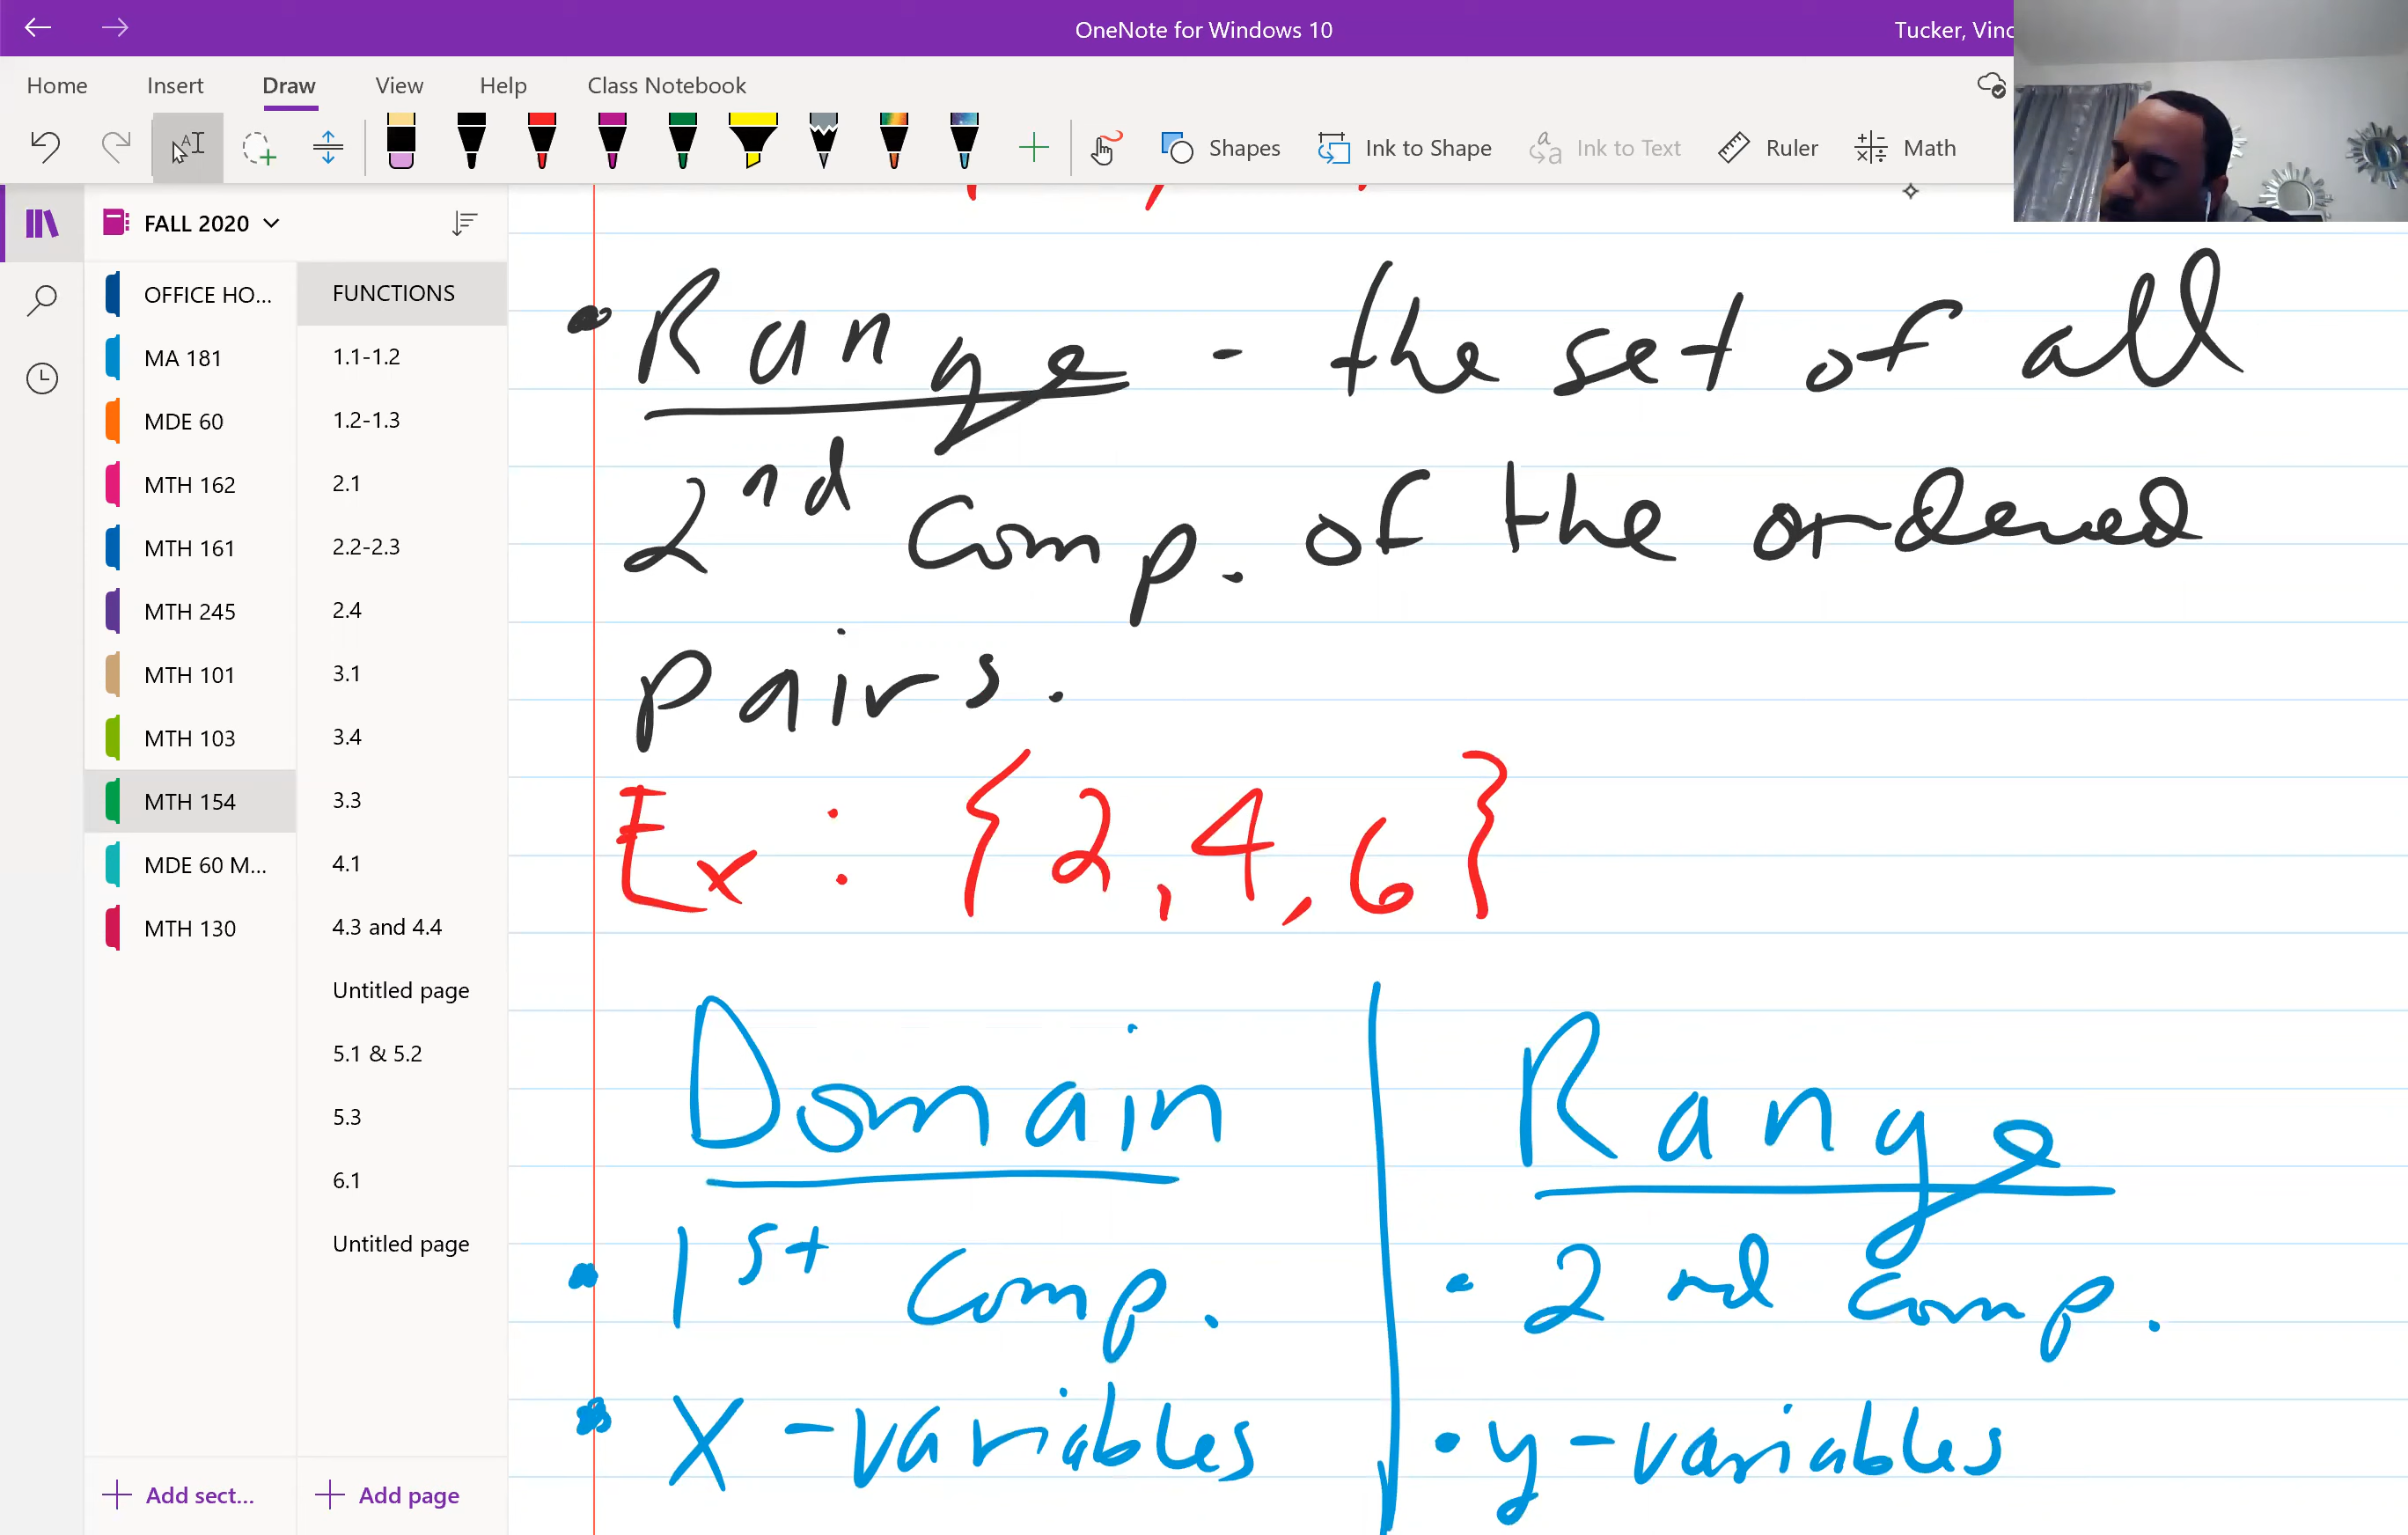 OneNote for Windows 10
Tucker, Vinc
Home Insert Draw View Help Class Notebook
Shapes Ink to Shape Ink to Text Ruler Math
FALL 2020
OFFICE HO...
MA 181
MDE 60
MTH 162
MTH 161
MTH 245
MTH 101
MTH 103
MTH 154
MDE 60 M...
MTH 130
Add sect...
FUNCTIONS
1.1-1.2
1.2-1.3
2.1
2.2-2.3
2.4
3.1
3.4
3.3
4.1
4.3 and 4.4
Untitled page
5.1 & 5.2
5.3
6.1
Untitled page
Add page
• Range - the set of all
2nd comp. of the ordered
pairs.
Ex: {2,4,6}
Domain
• 1st comp.
• X-variables
Range
• 2nd comp.
• y-variables